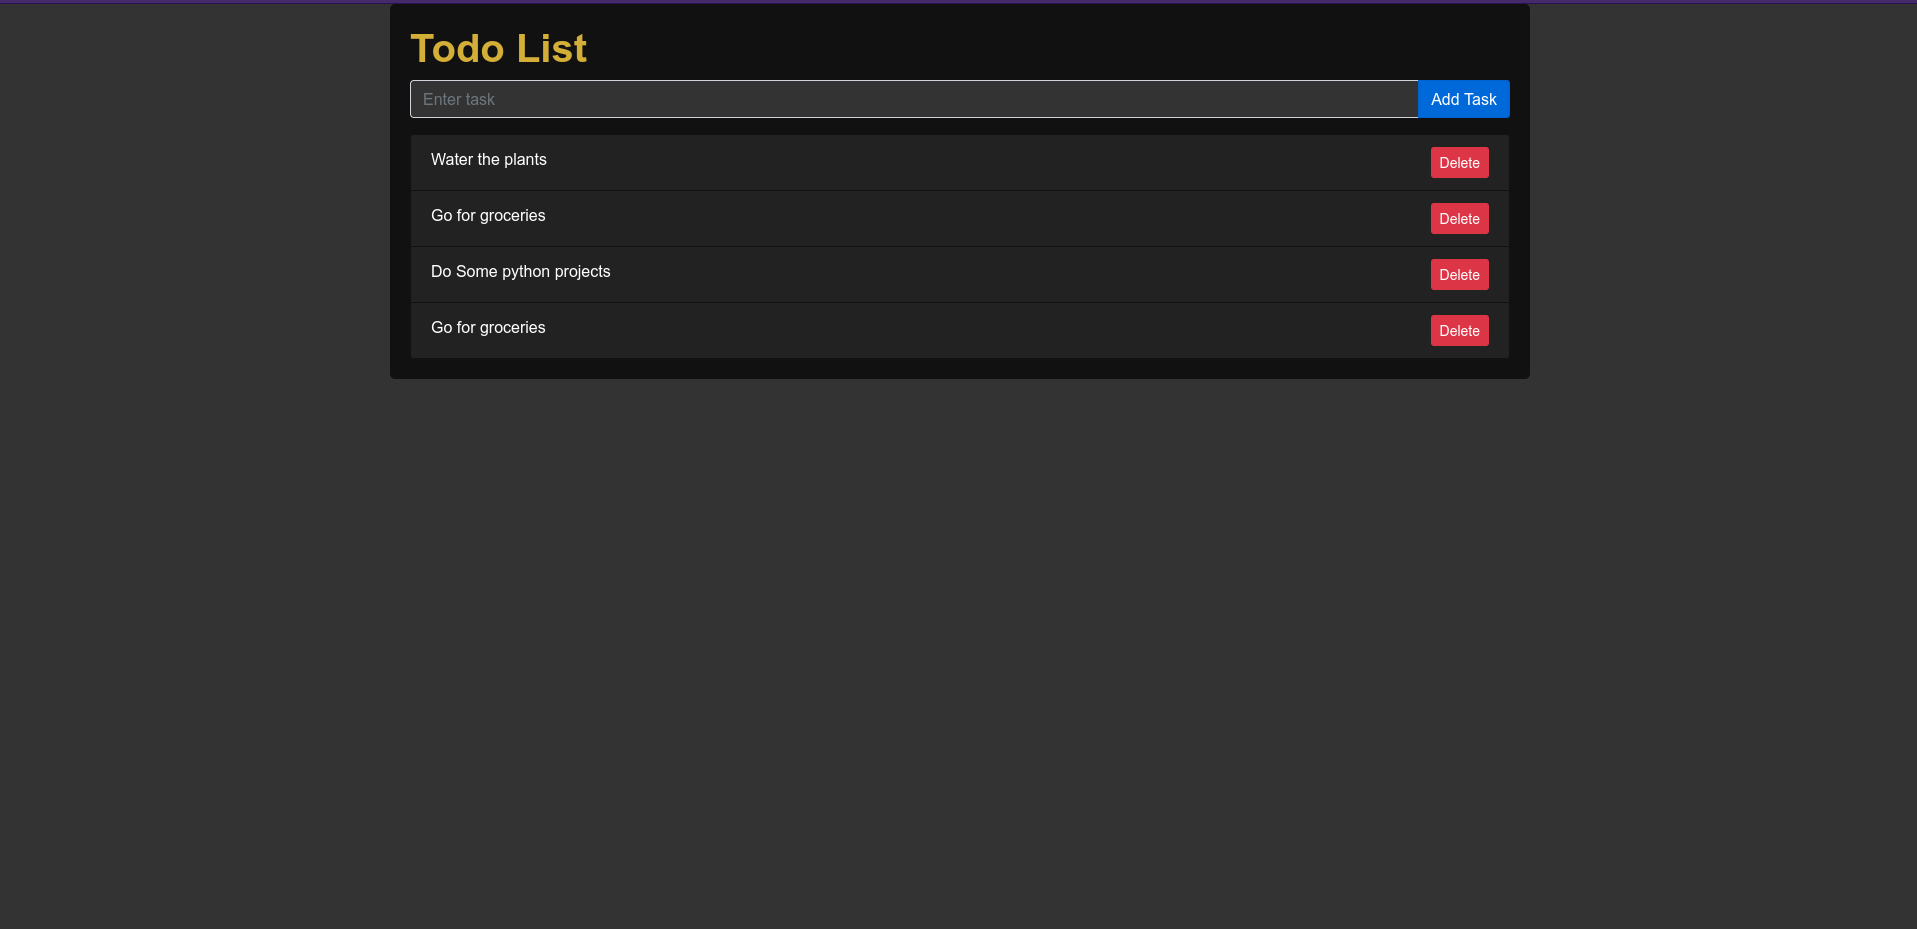 Todo List
Enter task
Add Task
Water the plants
Delete
Go for groceries
Delete
Do Some python projects
Delete
Go for groceries
Delete